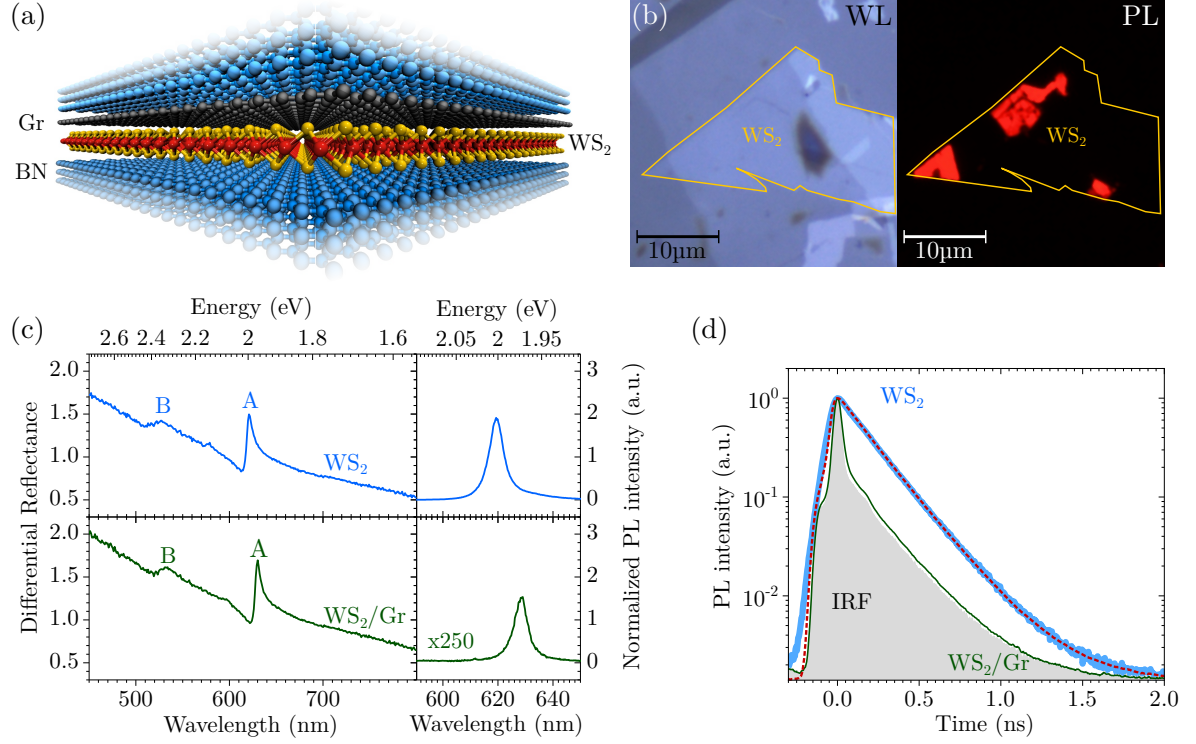 (a)
Gr
BN
WS₂
(b)
WL
PL
WS₂
WS₂
10μm
10μm
(c)
Energy (eV)
Energy (eV)
2.6 2.4 2.2 2 1.8 1.6
2.05 2 1.95
Differential Reflectance
2.0
1.5
1.0
0.5
B
A
WS₂
2.0
1.5
1.0
0.5
B
A
WS₂/Gr
500 600 700
Wavelength (nm)
3
2
1
0
3
2
1
0
x250
600 620 640
Wavelength (nm)
Normalized PL intensity (a.u.)
(d)
PL intensity (a.u.)
10⁰
10⁻¹
10⁻²
WS₂
IRF
WS₂/Gr
0.0 0.5 1.0 1.5 2.0
Time (ns)